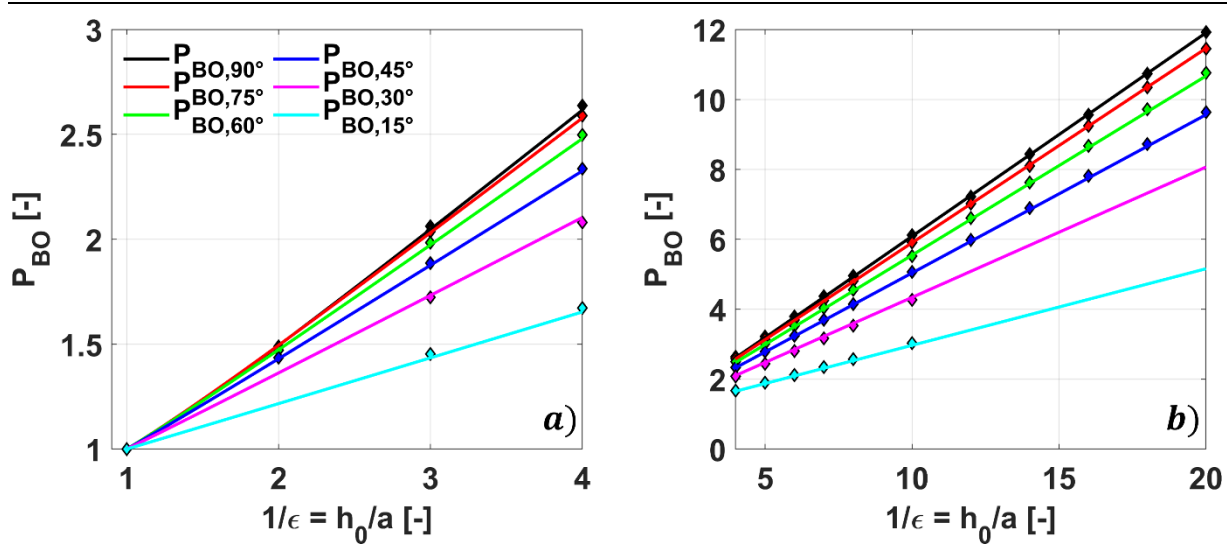 3
2.5
2
1.5
1
P_BO [-]
P_BO,90° P_BO,45°
P_BO,75° P_BO,30°
P_BO,60° P_BO,15°
a)
1 2 3 4
1/ϵ = h_0/a [-]
12
10
8
6
4
2
0
P_BO [-]
b)
5 10 15 20
1/ϵ = h_0/a [-]